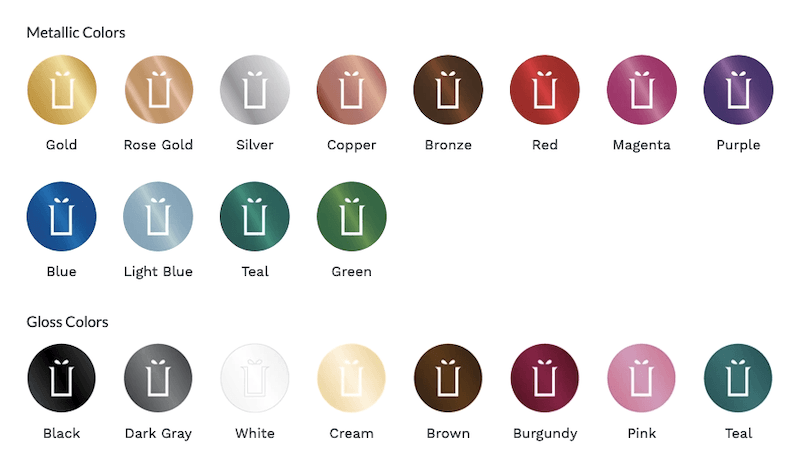 Metallic Colors
Gold Rose Gold Silver Copper Bronze Red Magenta Purple
Blue Light Blue Teal Green
Gloss Colors
Black Dark Gray White Cream Brown Burgundy Pink Teal